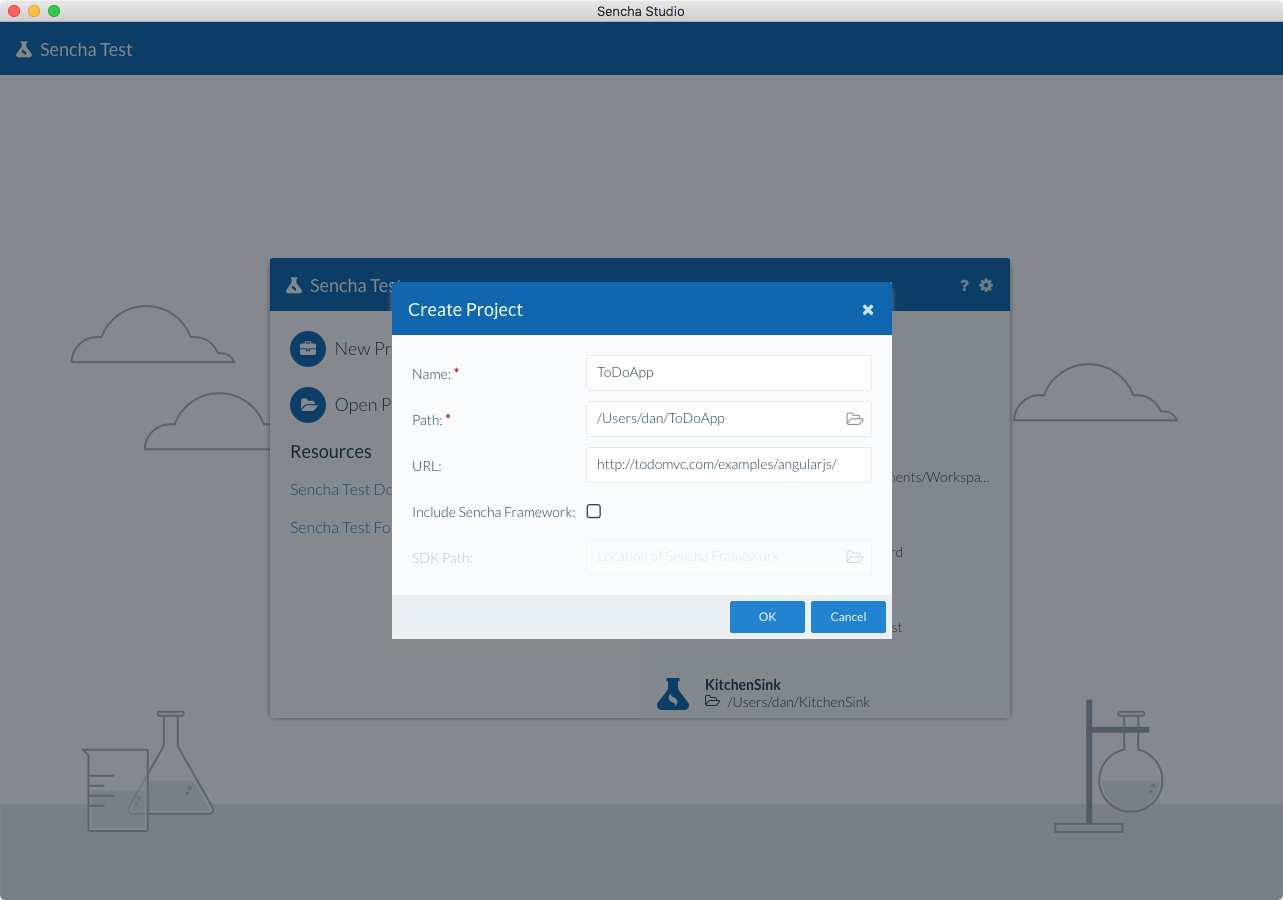 Sencha Studio
Sencha Test
Sencha Test
?
New Pr
Open P
Resources
Sencha Test Do
Sencha Test Fo
Create Project
Name: *
ToDoApp
Path: *
/Users/dan/ToDoApp
URL:
http://todomvc.com/examples/angularjs/
Include Sencha Framework:
SDK Path:
Location of Sencha Framework
OK
Cancel
ents/Workspa...
rd
st
KitchenSink
/Users/dan/KitchenSink